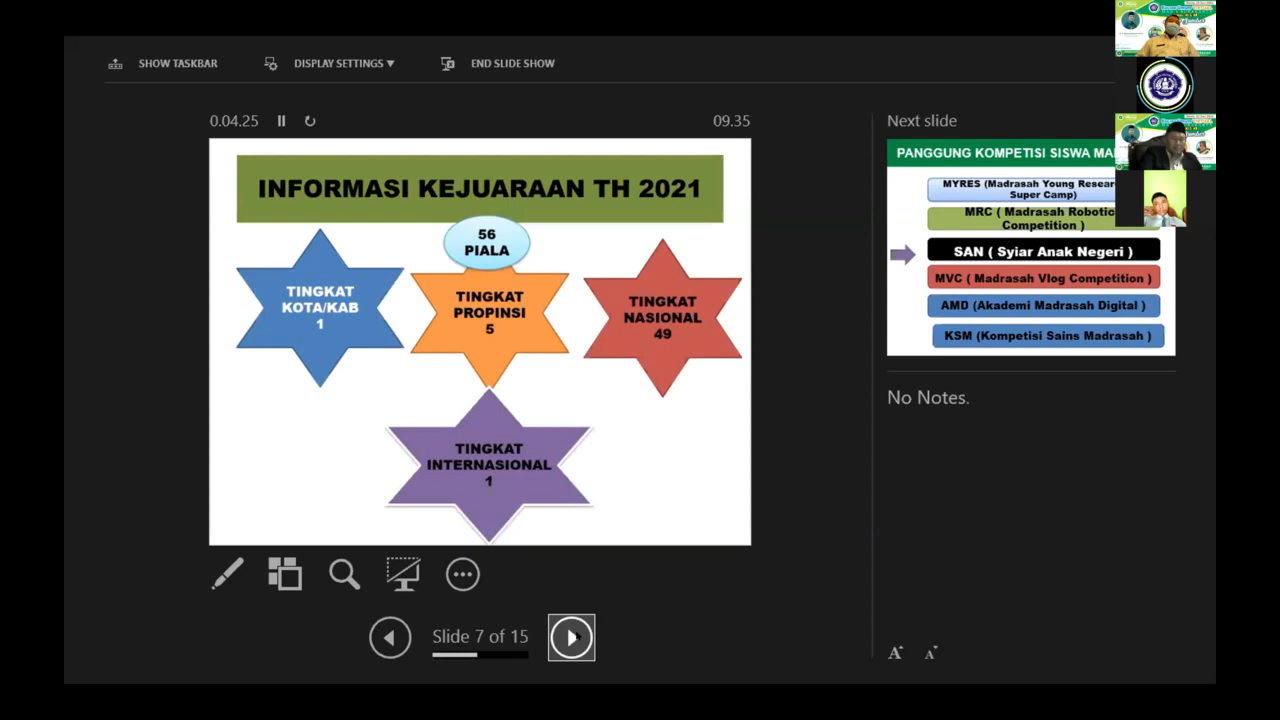 SHOW TASKBAR
DISPLAY SETTINGS ▼
END SLIDE SHOW
0.04.25
09.35
INFORMASI KEJUARAAN TH 2021
56
PIALA
TINGKAT
KOTA/KAB
1
TINGKAT
PROPINSI
5
TINGKAT
NASIONAL
49
TINGKAT
INTERNASIONAL
1
Slide 7 of 15
Next slide
PANGGUNG KOMPETISI SISWA
MYRES (Madrasah Young
Super Camp)
MRC ( Madrasah Robotic
Competition )
SAN ( Syiar Anak Negeri )
MVC ( Madrasah Vlog Competition )
AMD (Akademi Madrasah Digital )
KSM (Kompetisi Sains Madrasah )
No Notes.
A
A